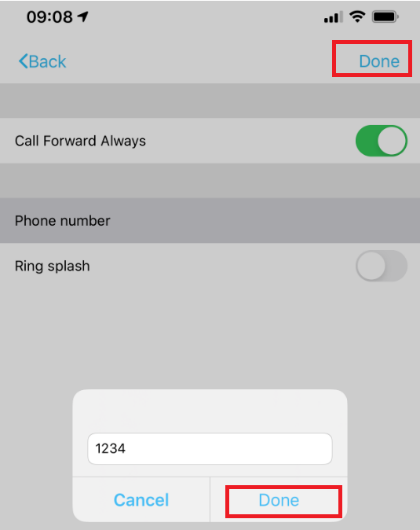 09:08
Back Done
Call Forward Always
Phone number
Ring splash
1234
Cancel Done